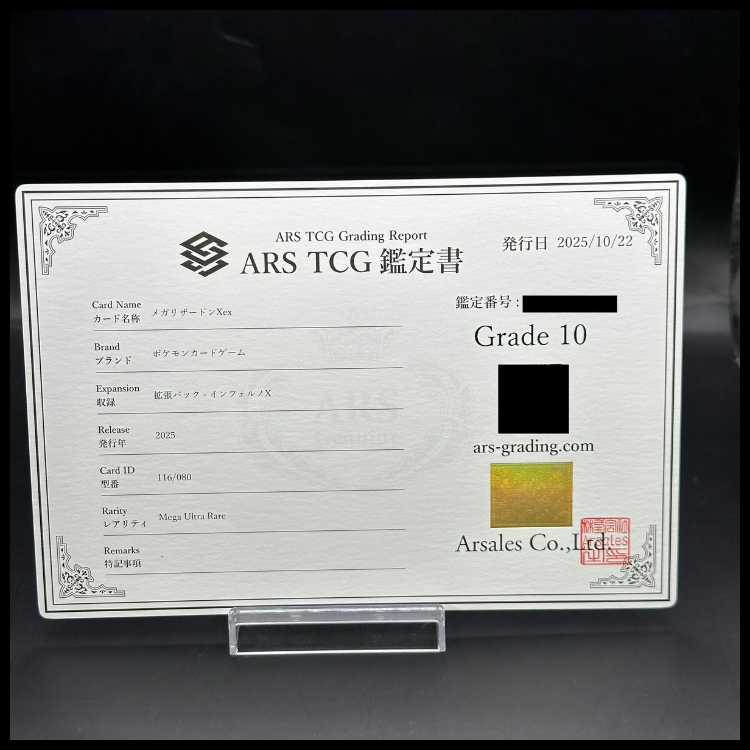 ARS TCG Grading Report
ARS TCG 鑑定書
発行日 2025/10/22
Card Name
カード名称 メガリザードンXex
Brand
ブランド ポケモンカードゲーム
Expansion
収録 拡張パック - インフェルノX
Release
発行年 2025
Card ID
型番 116/080
Rarity
レアリティ Mega Ultra Rare
Remarks
特記事項
鑑定番号 :
Grade 10
ars-grading.com
Arsales Co.,Ltd.
ARS